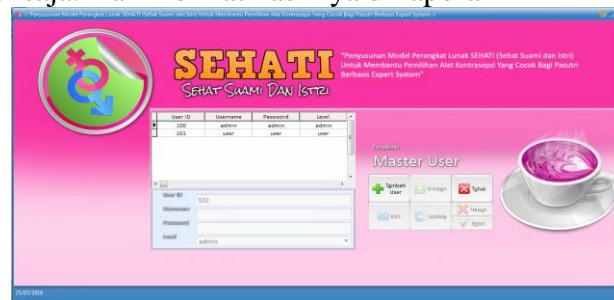 Penyusunan Model Perangkat Lunak SEHATI (Sehat Suami dan Istri) Untuk Membantu Pemilihan Alat Kontrasepsi Yang Cocok Bagi Pasutri Berbasis Expert System
SEHATI
SEHAT SUAMI DAN ISTRI
"Penyusunan Model Perangkat Lunak SEHATI (Sehat Suami dan Istri)
Untuk Membantu Pemilihan Alat Kontrasepsi Yang Cocok Bagi Pasutri
Berbasis Expert System"
User ID Username Password Level
100 admin admin admin
101 user user user
User ID 102
Username
Password
Level admin
Master User
Tambah User Simpan Tutup
Edit Update Hapus
Batal
25/07/2016